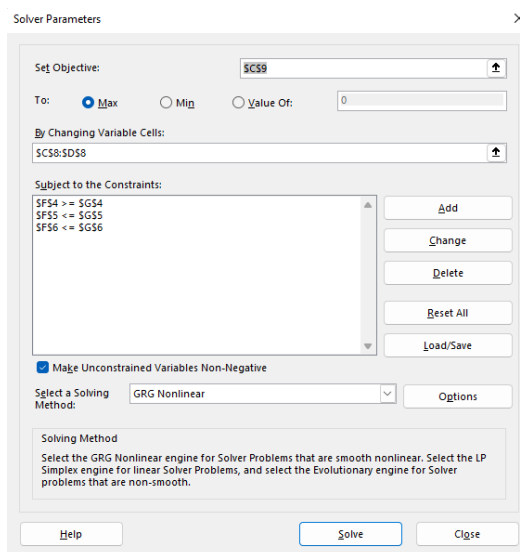 Solver Parameters
Set Objective:
$C$9
To:
Max
Min
Value Of:
0
By Changing Variable Cells:
$C$8:$D$8
Subject to the Constraints:
$F$4 >= $G$4
$F$5 <= $G$5
$F$6 <= $G$6
Add
Change
Delete
Reset All
Load/Save
Make Unconstrained Variables Non-Negative
Select a Solving
Method:
GRG Nonlinear
Options
Solving Method
Select the GRG Nonlinear engine for Solver Problems that are smooth nonlinear. Select the LP
Simplex engine for linear Solver Problems, and select the Evolutionary engine for Solver
problems that are non-smooth.
Help
Solve
Close